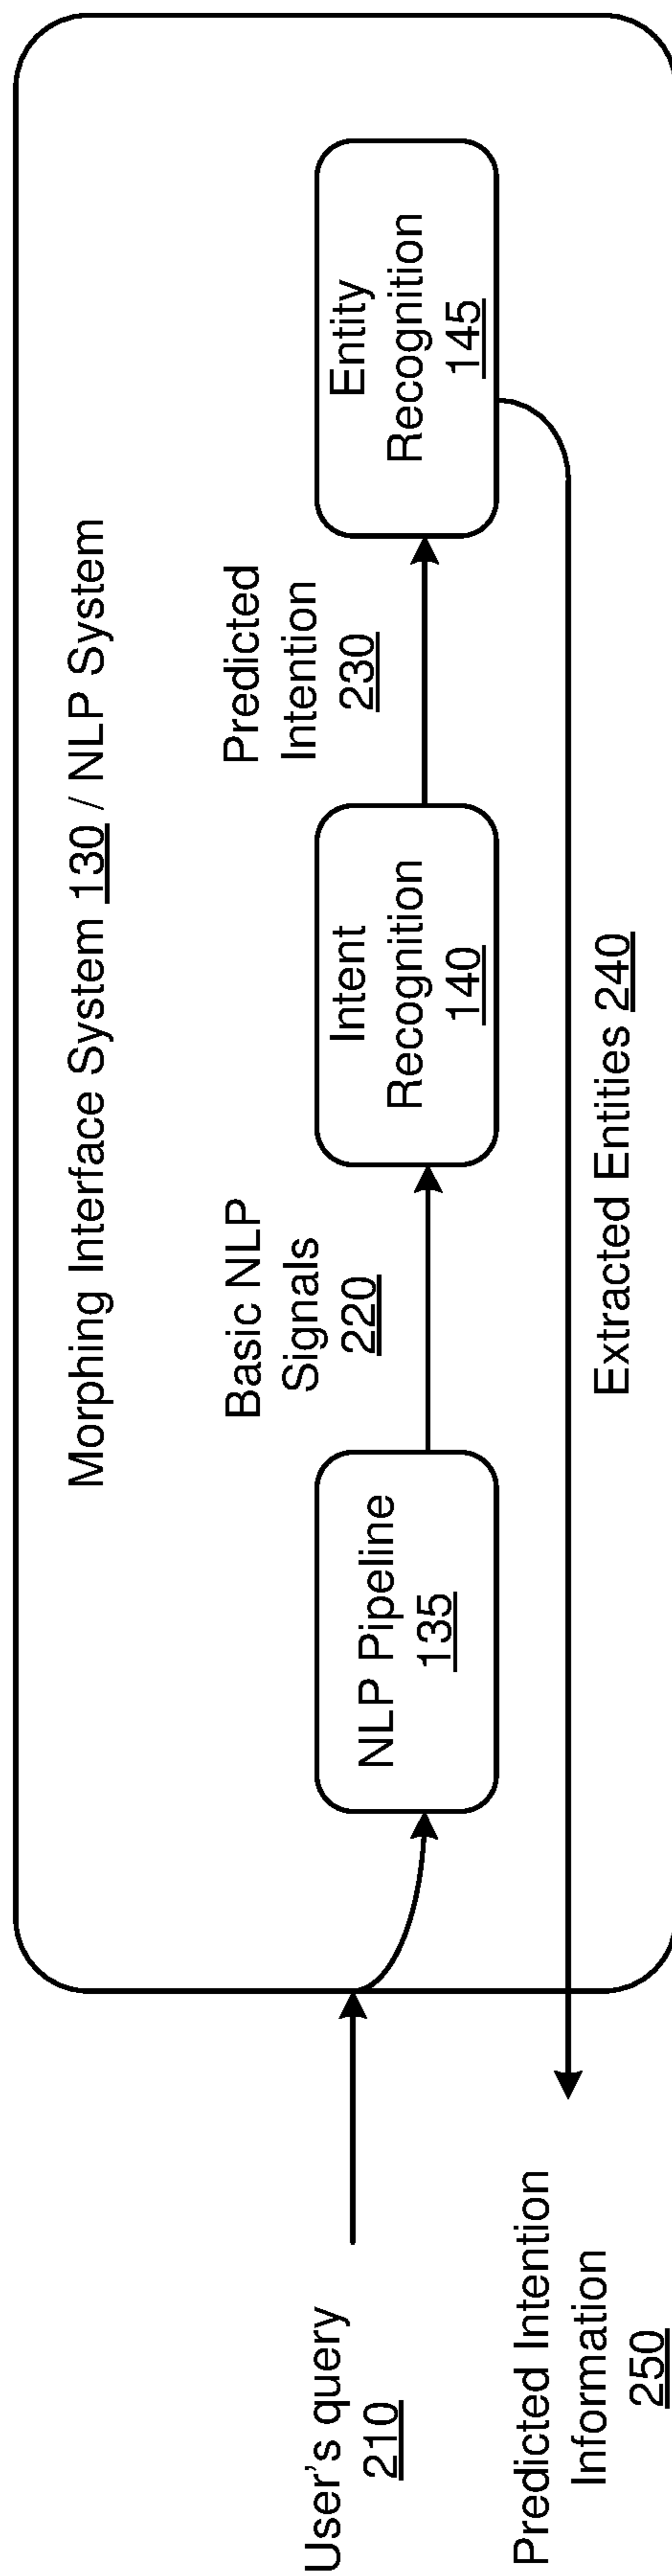 Morphing Interface System 130 / NLP System
User's query
210
NLP Pipeline
135
Basic NLP
Signals
220
Intent
Recognition
140
Predicted
Intention
230
Entity
Recognition
145
Extracted Entities 240
Predicted Intention
Information
250